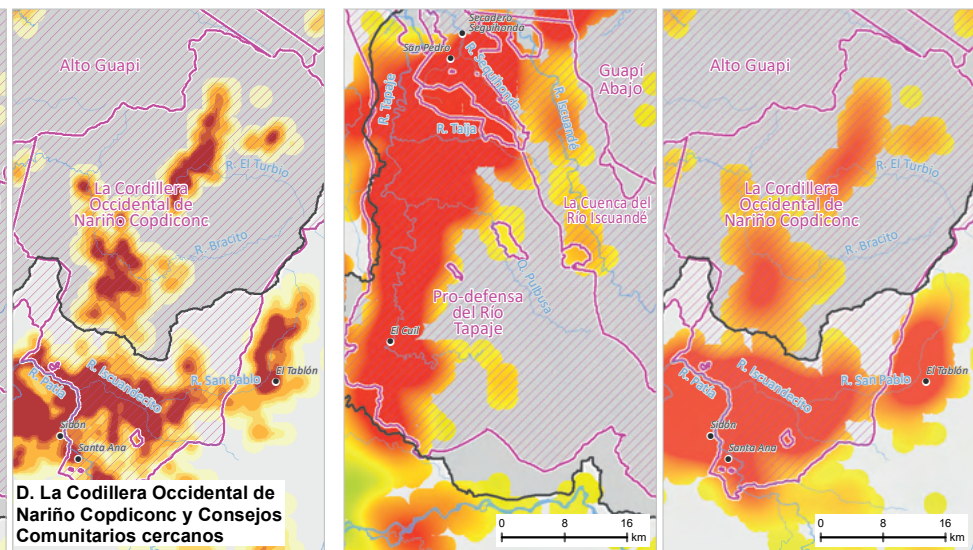 Alto Guapi
R. El Turbio
La Cordillera
Occidental de
Nariño Copdiconc
R. Bracito
R. Patía
R. Iscuandecito
R. San Pablo
El Tablón
Sidón
Santa Ana
D. La Codillera Occidental de
Nariño Copdiconc y Consejos
Comunitarios cercanos
Secadero
Sequihonda
San Pedro
R. Sequihonda
R. Tapaje
R. Iscuandé
Guapí
Abajo
R. Taija
La Cuenca del
Río Iscuandé
Q. Pulbusa
Pro-defensa
del Río
Tapaje
El Cuil
0 8 16
km
Alto Guapi
R. El Turbio
La Cordillera
Occidental de
Nariño Copdiconc
R. Bracito
R. Patía
R. Iscuandecito
R. San Pablo
El Tablón
Sidón
Santa Ana
0 8 16
km